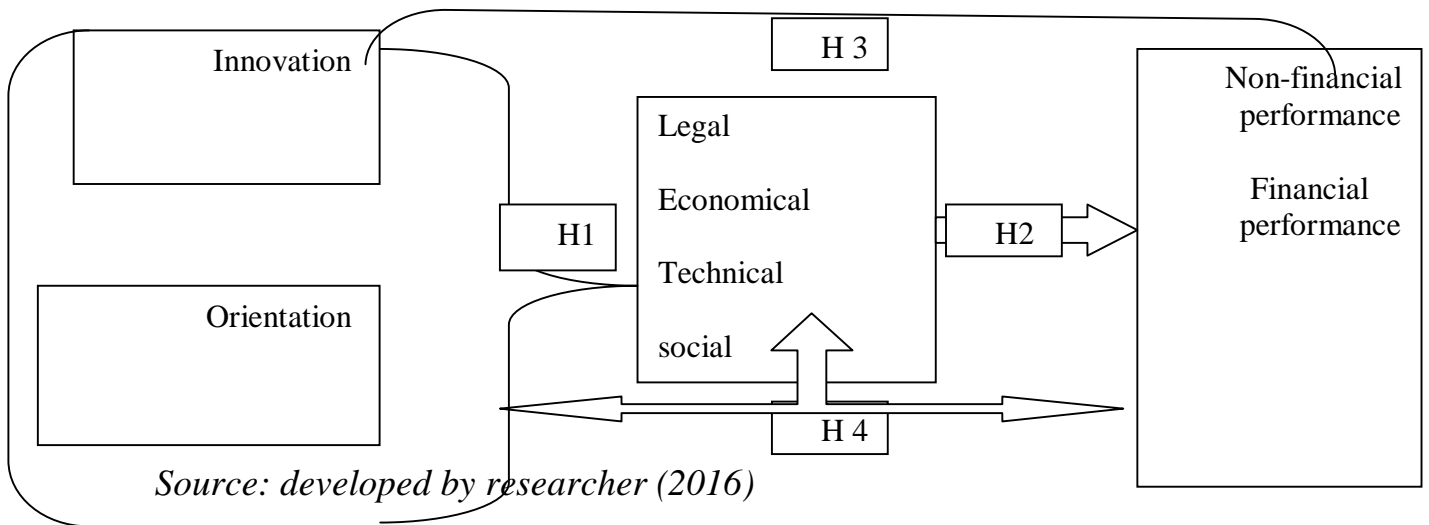 Innovation
Orientation
H1
H 3
Legal
Economical
Technical
social
H2
H 4
Non-financial
performance
Financial
performance
Source: developed by researcher (2016)